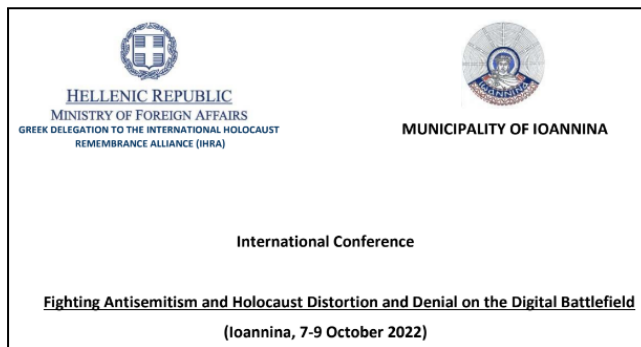 HELLENIC REPUBLIC
MINISTRY OF FOREIGN AFFAIRS
GREEK DELEGATION TO THE INTERNATIONAL HOLOCAUST
REMEMBRANCE ALLIANCE (IHRA)
MUNICIPALITY OF IOANNINA
International Conference
Fighting Antisemitism and Holocaust Distortion and Denial on the Digital Battlefield
(Ioannina, 7-9 October 2022)